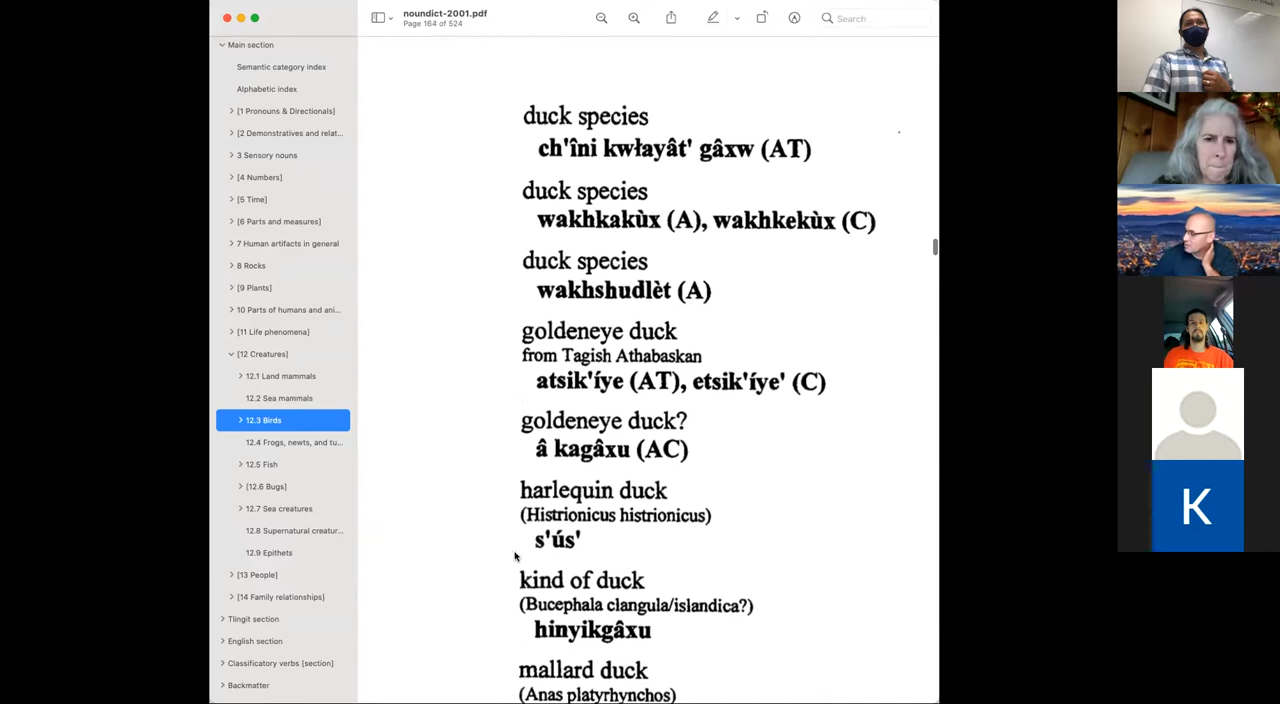 noundict-2001.pdf
Page 164 of 524
Search
Main section
Semantic category index
Alphabetic index
[1 Pronouns & Directionals]
[2 Demonstratives and relat...
3 Sensory nouns
[4 Numbers]
[5 Time]
[6 Parts and measures]
7 Human artifacts in general
8 Rocks
[9 Plants]
10 Parts of humans and ani...
[11 Life phenomena]
[12 Creatures]
12.1 Land mammals
12.2 Sea mammals
12.3 Birds
12.4 Frogs, newts, and tu...
12.5 Fish
[12.6 Bugs]
12.7 Sea creatures
12.8 Supernatural creatur...
12.9 Epithets
[13 People]
[14 Family relationships]
Tlingit section
English section
Classificatory verbs [section]
Backmatter
duck species
ch'îni kwłayât' gâxw (AT)
duck species
wakhkakùx (A), wakhkekùx (C)
duck species
wakhshudlèt (A)
goldeneye duck
from Tagish Athabaskan
atsik'íye (AT), etsik'íye' (C)
goldeneye duck?
â kagâxu (AC)
harlequin duck
(Histrionicus histrionicus)
s'ús'
kind of duck
(Bucephala clangula/islandica?)
hinyikgâxu
mallard duck
(Anas platyrhynchos)
K